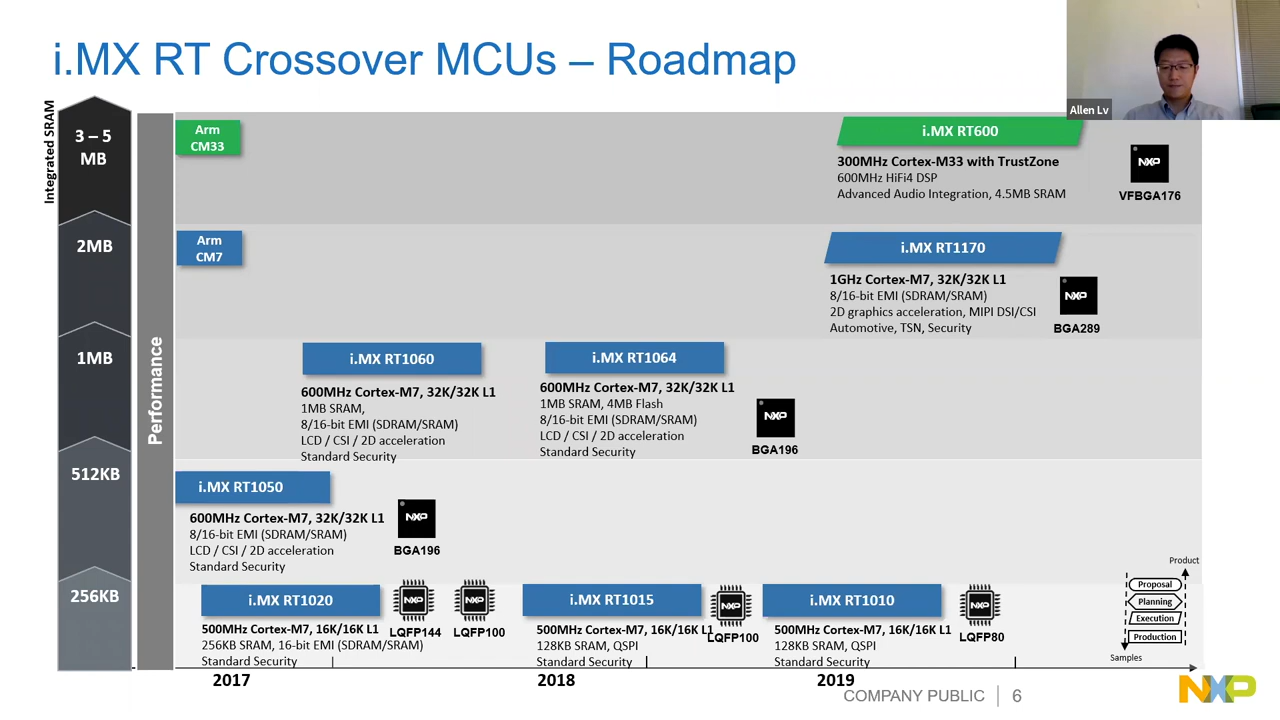 i.MX RT Crossover MCUs – Roadmap
Allen Lv
Integrated SRAM
3 – 5
MB
2MB
1MB
512KB
256KB
Performance
Arm
CM33
i.MX RT600
300MHz Cortex-M33 with TrustZone
600MHz HiFi4 DSP
Advanced Audio Integration, 4.5MB SRAM
NXP
VFBGA176
Arm
CM7
i.MX RT1170
1GHz Cortex-M7, 32K/32K L1
8/16-bit EMI (SDRAM/SRAM)
2D graphics acceleration, MIPI DSI/CSI
Automotive, TSN, Security
NXP
BGA289
i.MX RT1060
600MHz Cortex-M7, 32K/32K L1
1MB SRAM,
8/16-bit EMI (SDRAM/SRAM)
LCD / CSI / 2D acceleration
Standard Security
i.MX RT1064
600MHz Cortex-M7, 32K/32K L1
1MB SRAM, 4MB Flash
8/16-bit EMI (SDRAM/SRAM)
LCD / CSI / 2D acceleration
Standard Security
NXP
BGA196
i.MX RT1050
600MHz Cortex-M7, 32K/32K L1
8/16-bit EMI (SDRAM/SRAM)
LCD / CSI / 2D acceleration
Standard Security
NXP
BGA196
i.MX RT1020
500MHz Cortex-M7, 16K/16K L1
256KB SRAM, 16-bit EMI (SDRAM/SRAM)
Standard Security
NXP
LQFP144
NXP
LQFP100
i.MX RT1015
500MHz Cortex-M7, 16K/16K L1
128KB SRAM, QSPI
Standard Security
NXP
LQFP100
i.MX RT1010
500MHz Cortex-M7, 16K/16K L1
128KB SRAM, QSPI
Standard Security
NXP
LQFP80
Product
Proposal
Planning
Execution
Production
Samples
2017
2018
2019
COMPANY PUBLIC
6
NXP